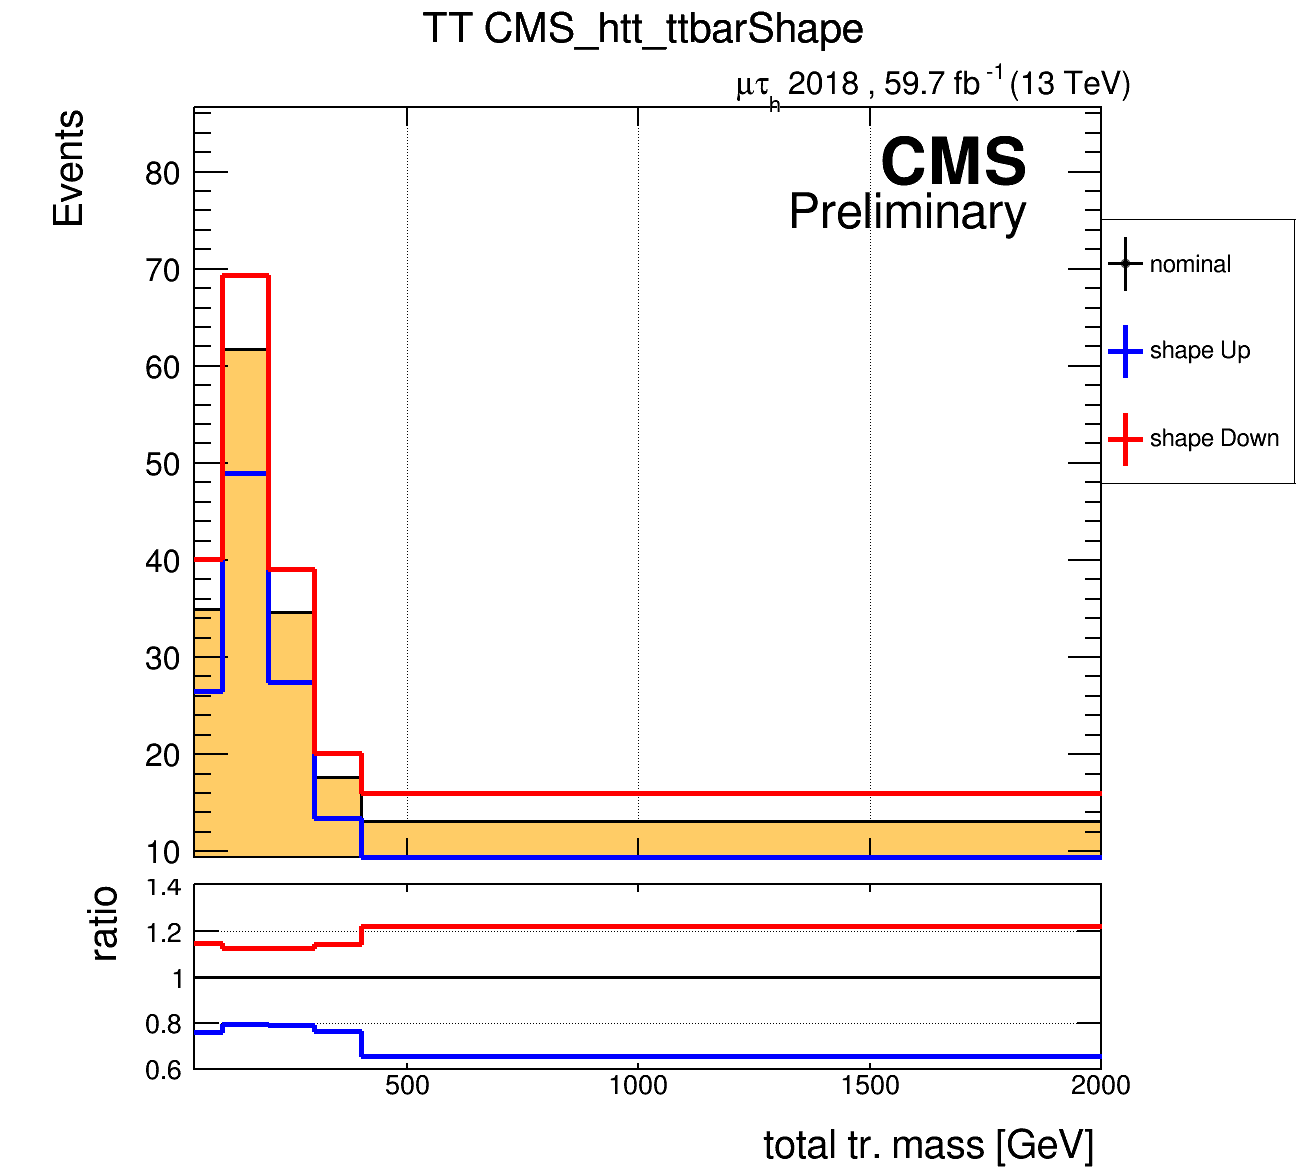 TT CMS_htt_ttbarShape
μτh 2018 , 59.7 fb-1 (13 TeV)
Events
CMS
Preliminary
80
70
60
50
40
30
20
10
nominal
shape Up
shape Down
ratio
1.4
1.2
1
0.8
0.6
500 1000 1500 2000
total tr. mass [GeV]